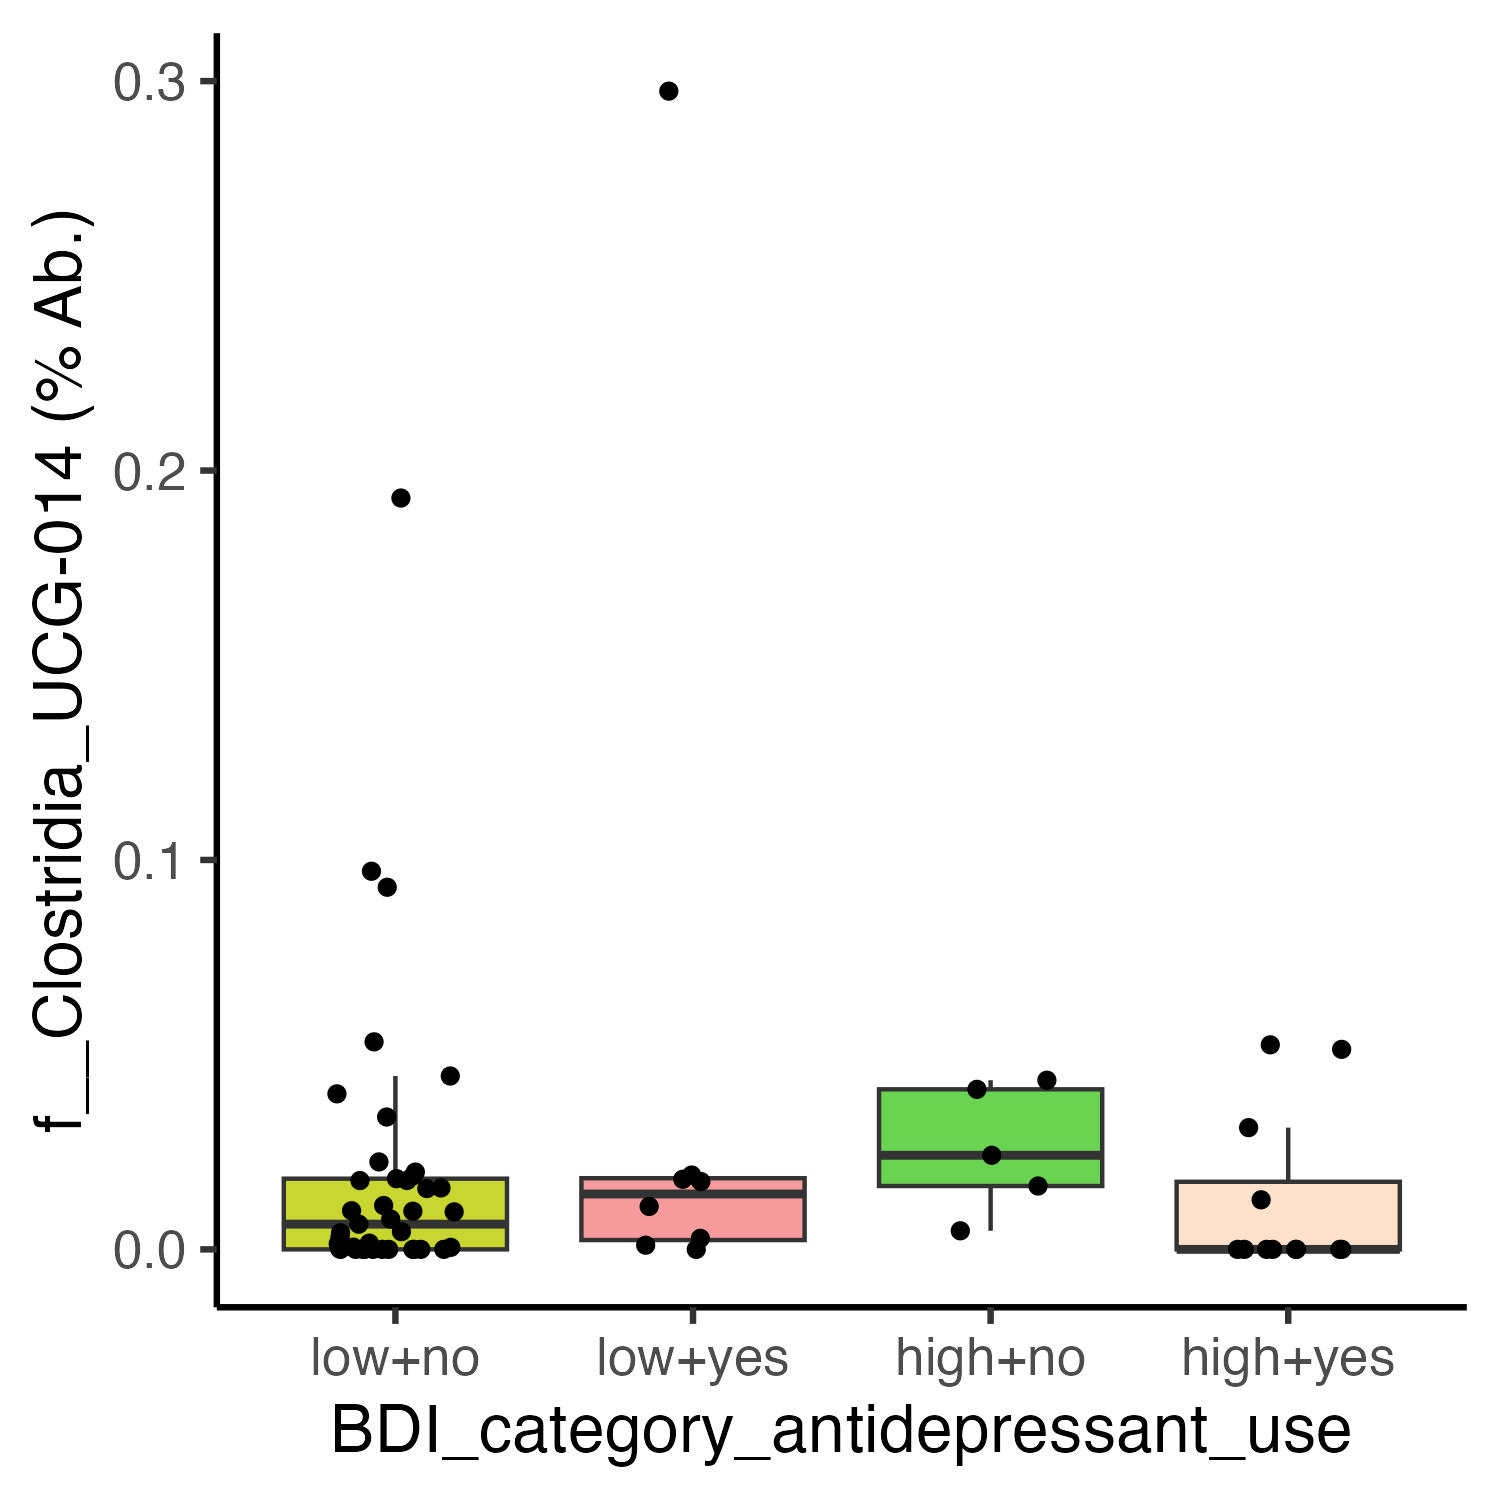 f__Clostridia_UCG-014 (% Ab.)
0.3
0.2
0.1
0.0
low+no low+yes high+no high+yes
BDI_category_antidepressant_use